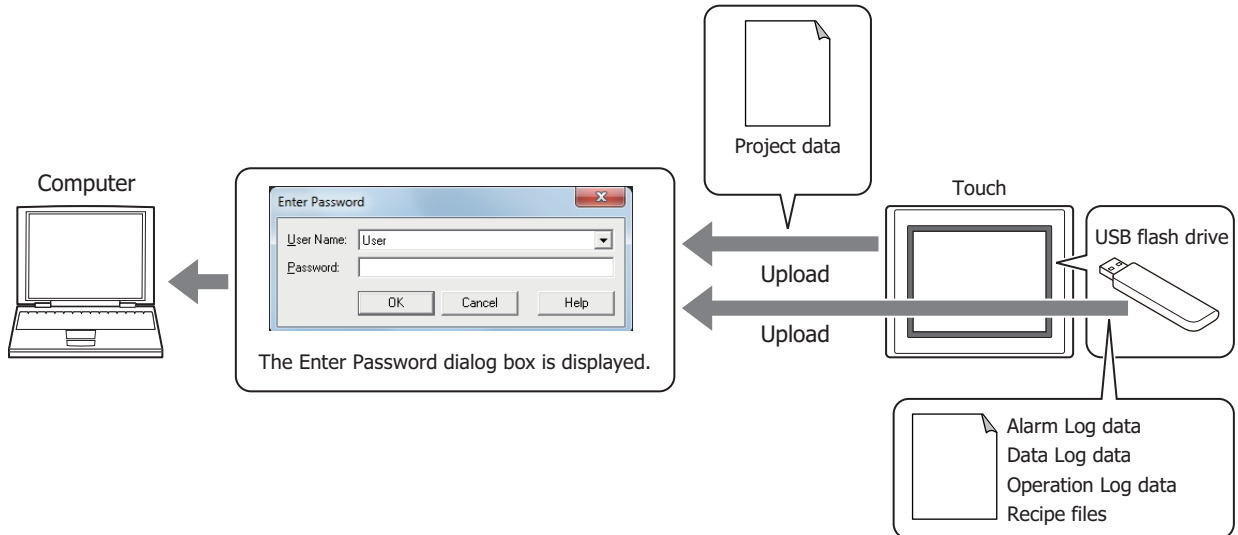 Project data
Computer
Enter Password
User Name: User
Password:
OK Cancel Help
The Enter Password dialog box is displayed.
Upload
Upload
Touch
USB flash drive
Alarm Log data
Data Log data
Operation Log data
Recipe files